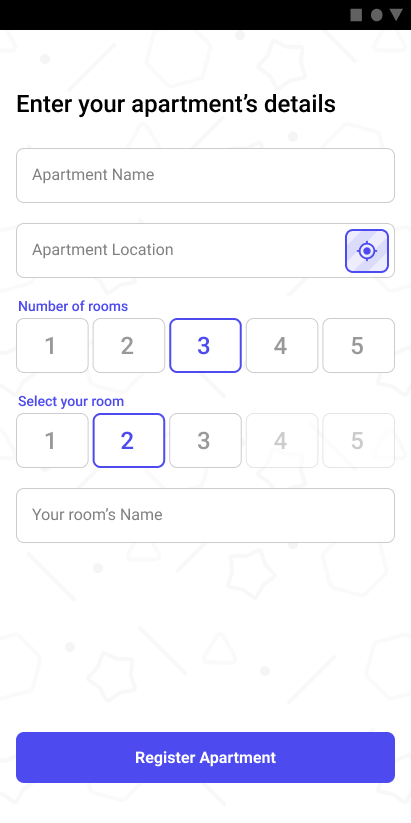 Enter your apartment’s details
Apartment Name
Apartment Location
Number of rooms
1 2 3 4 5
Select your room
1 2 3 4 5
Your room’s Name
Register Apartment